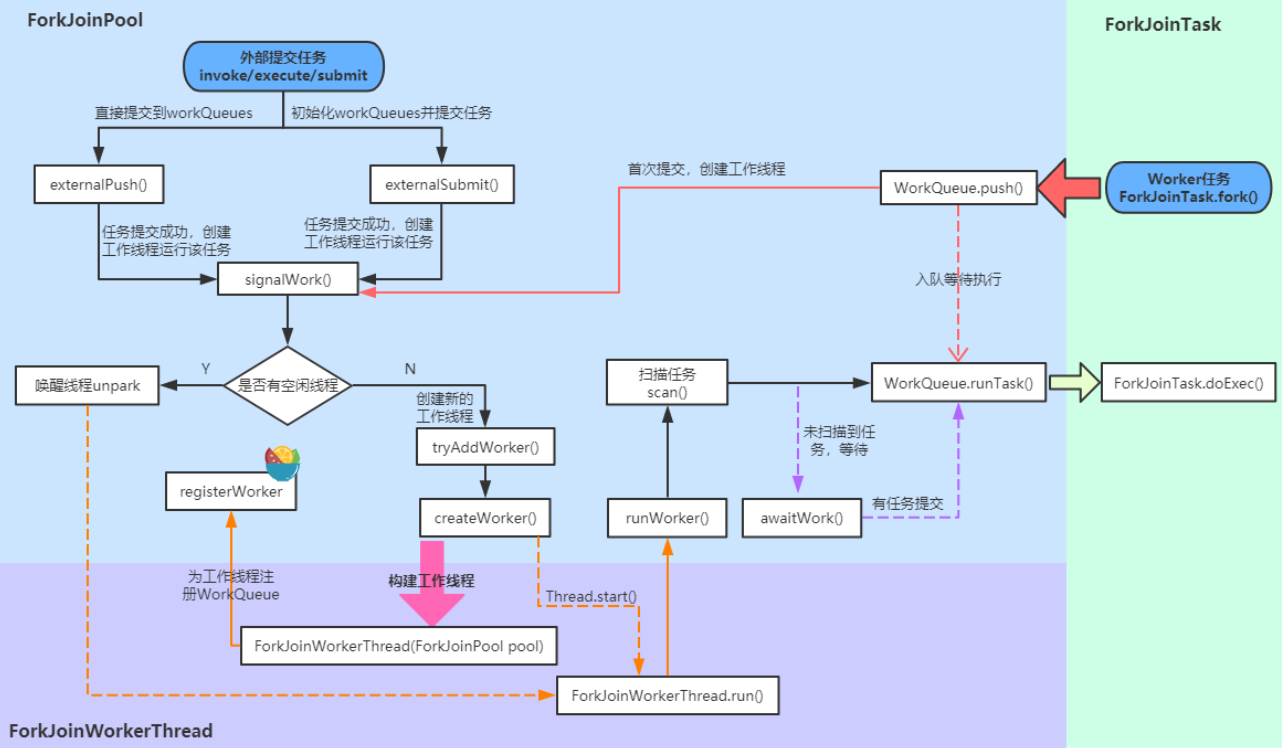 ForkJoinPool
ForkJoinTask
外部提交任务
invoke/execute/submit
直接提交到workQueues
初始化workQueues并提交任务
externalPush()
externalSubmit()
首次提交，创建工作线程
WorkQueue.push()
Worker任务
ForkJoinTask.fork()
任务提交成功，创建
工作线程运行该任务
任务提交成功，创建
工作线程运行该任务
signalWork()
入队等待执行
唤醒线程unpark
Y
是否有空闲线程
N
创建新的
工作线程
扫描任务
scan()
WorkQueue.runTask()
ForkJoinTask.doExec()
tryAddWorker()
未扫描到任
务，等待
registerWorker
createWorker()
runWorker()
awaitWork()
有任务提交
为工作线程注
册WorkQueue
构建工作线程
Thread.start()
ForkJoinWorkerThread(ForkJoinPool pool)
ForkJoinWorkerThread.run()
ForkJoinWorkerThread